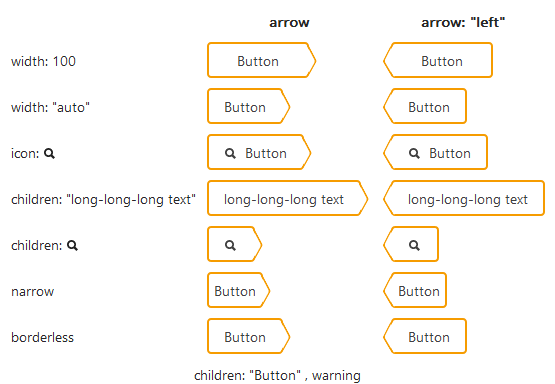 arrow arrow: "left"
width: 100 Button Button
width: "auto" Button Button
icon: Button Button
children: "long-long-long text" long-long-long text long-long-long text
children:
narrow Button Button
borderless Button Button
children: "Button" , warning